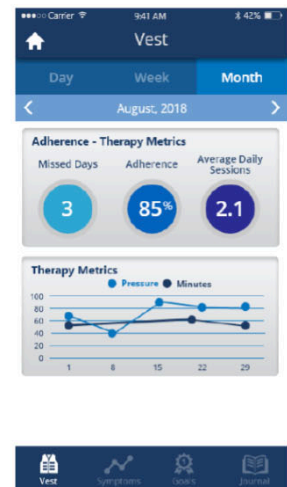 Carrier 9:41 AM 42%
Vest
Day Week Month
August, 2018
Adherence - Therapy Metrics
Missed Days Adherence Average Daily
Sessions
3 85% 2.1
Therapy Metrics
Pressure Minutes
100
80
60
40
20
0
1 8 15 22 29
Vest Symptoms Goals Journal